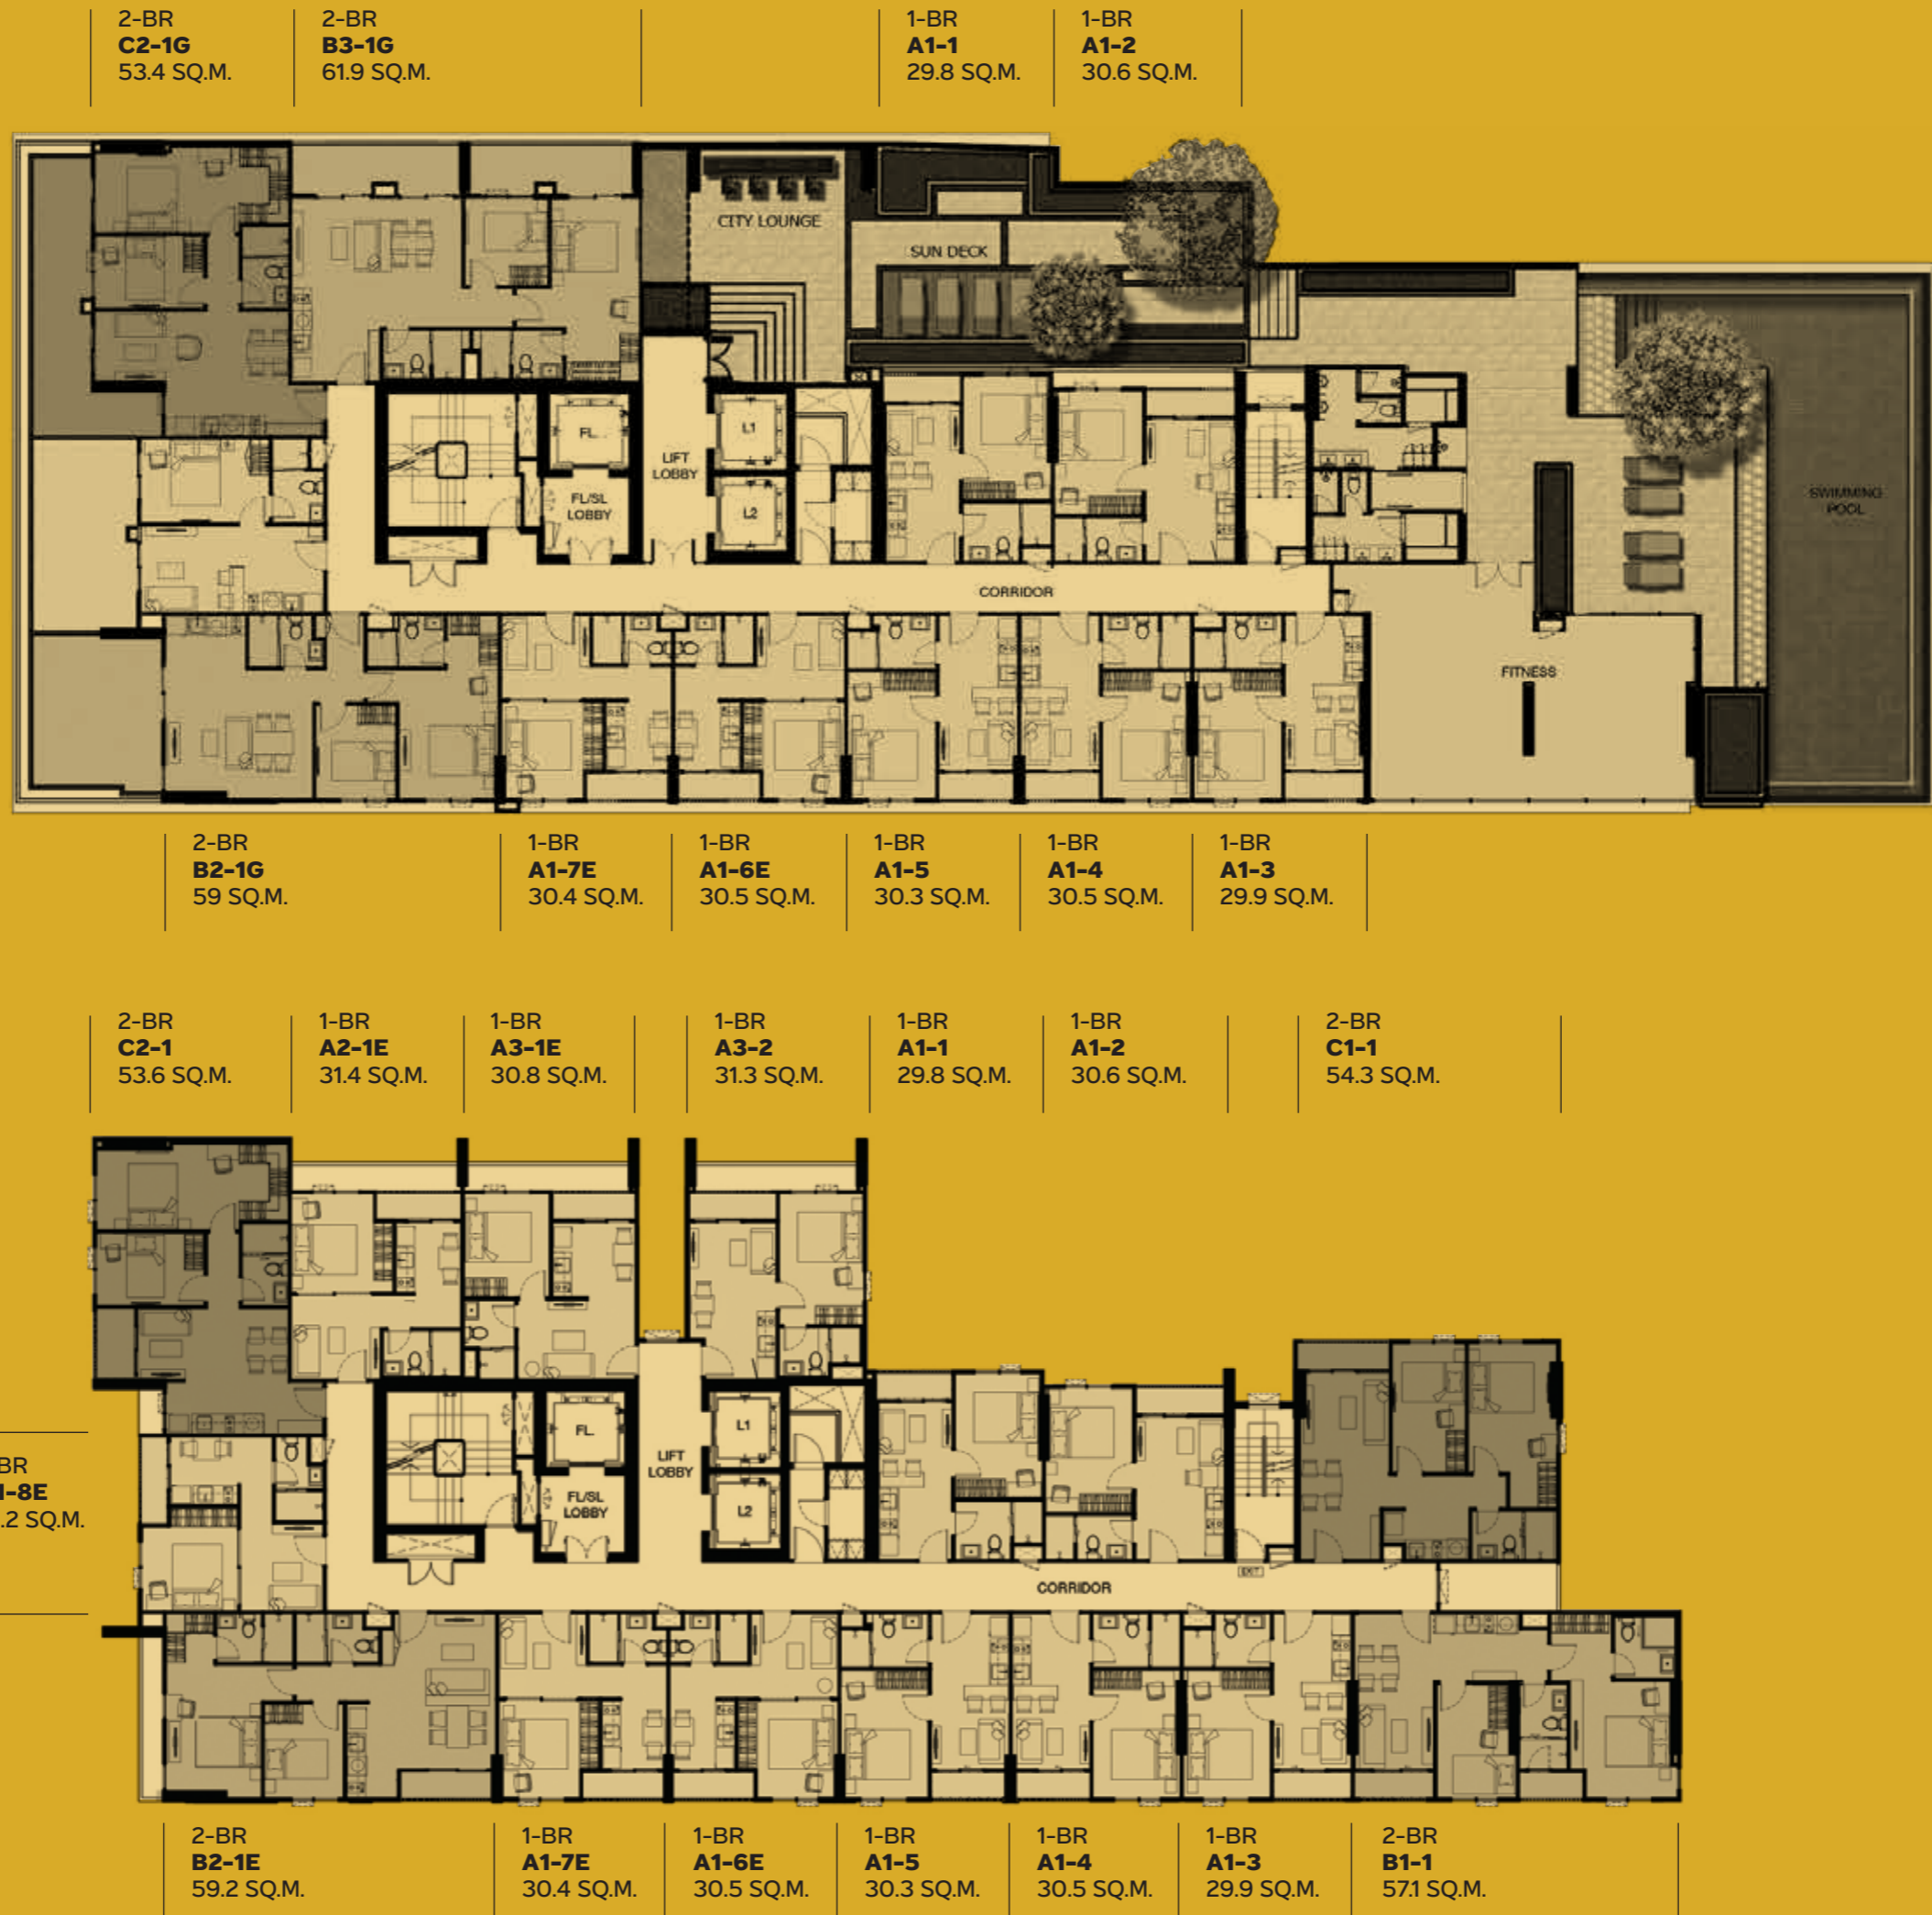 2-BR
C2-1G
53.4 SQ.M.
2-BR
B3-1G
61.9 SQ.M.
1-BR
A1-1
29.8 SQ.M.
1-BR
A1-2
30.6 SQ.M.
CITY LOUNGE
SUN DECK
FL.
L1
LIFT
LOBBY
FL/SL
LOBBY
L2
SWIMMING
POOL
CORRIDOR
FITNESS
2-BR
B2-1G
59 SQ.M.
1-BR
A1-7E
30.4 SQ.M.
1-BR
A1-6E
30.5 SQ.M.
1-BR
A1-5
30.3 SQ.M.
1-BR
A1-4
30.5 SQ.M.
1-BR
A1-3
29.9 SQ.M.
2-BR
C2-1
53.6 SQ.M.
1-BR
A2-1E
31.4 SQ.M.
1-BR
A3-1E
30.8 SQ.M.
1-BR
A3-2
31.3 SQ.M.
1-BR
A1-1
29.8 SQ.M.
1-BR
A1-2
30.6 SQ.M.
2-BR
C1-1
54.3 SQ.M.
BR
-8E
.2 SQ.M.
FL.
L1
LIFT
LOBBY
FL/SL
LOBBY
L2
EXIT
CORRIDOR
2-BR
B2-1E
59.2 SQ.M.
1-BR
A1-7E
30.4 SQ.M.
1-BR
A1-6E
30.5 SQ.M.
1-BR
A1-5
30.3 SQ.M.
1-BR
A1-4
30.5 SQ.M.
1-BR
A1-3
29.9 SQ.M.
2-BR
B1-1
57.1 SQ.M.